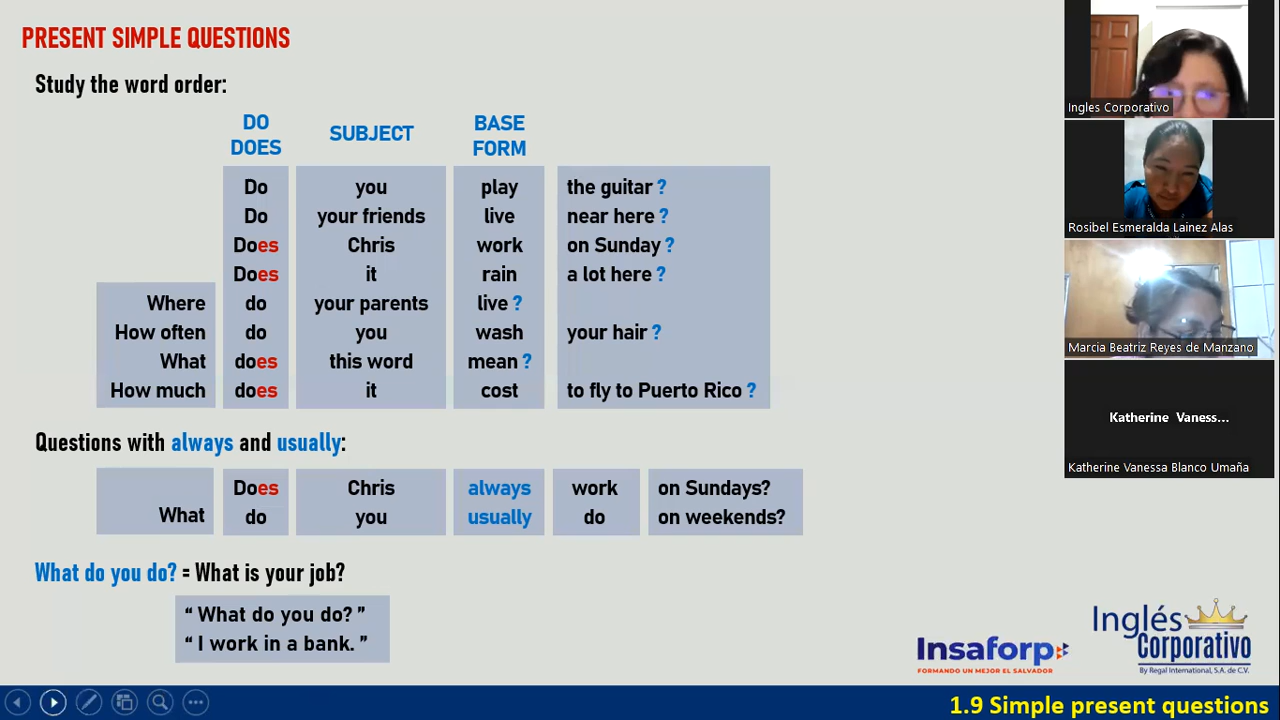 PRESENT SIMPLE QUESTIONS
Study the word order:
DO
DOES
SUBJECT
BASE
FORM
Do you play the guitar ?
Do your friends live near here ?
Does Chris work on Sunday ?
Does it rain a lot here ?
Where do your parents live ?
How often do you wash your hair ?
What does this word mean ?
How much does it cost to fly to Puerto Rico ?
Questions with always and usually:
Does Chris always work on Sundays?
What do you usually do on weekends?
What do you do? = What is your job?
“ What do you do? ”
“ I work in a bank. ”
Insaforp
FORMANDO UN MEJOR EL SALVADOR
Inglés
Corporativo
By Regal International, S.A. de C.V.
1.9 Simple present questions
Ingles Corporativo
Rosibel Esmeralda Lainez Alas
Marcia Beatriz Reyes de Manzano
Katherine Vaness...
Katherine Vanessa Blanco Umaña